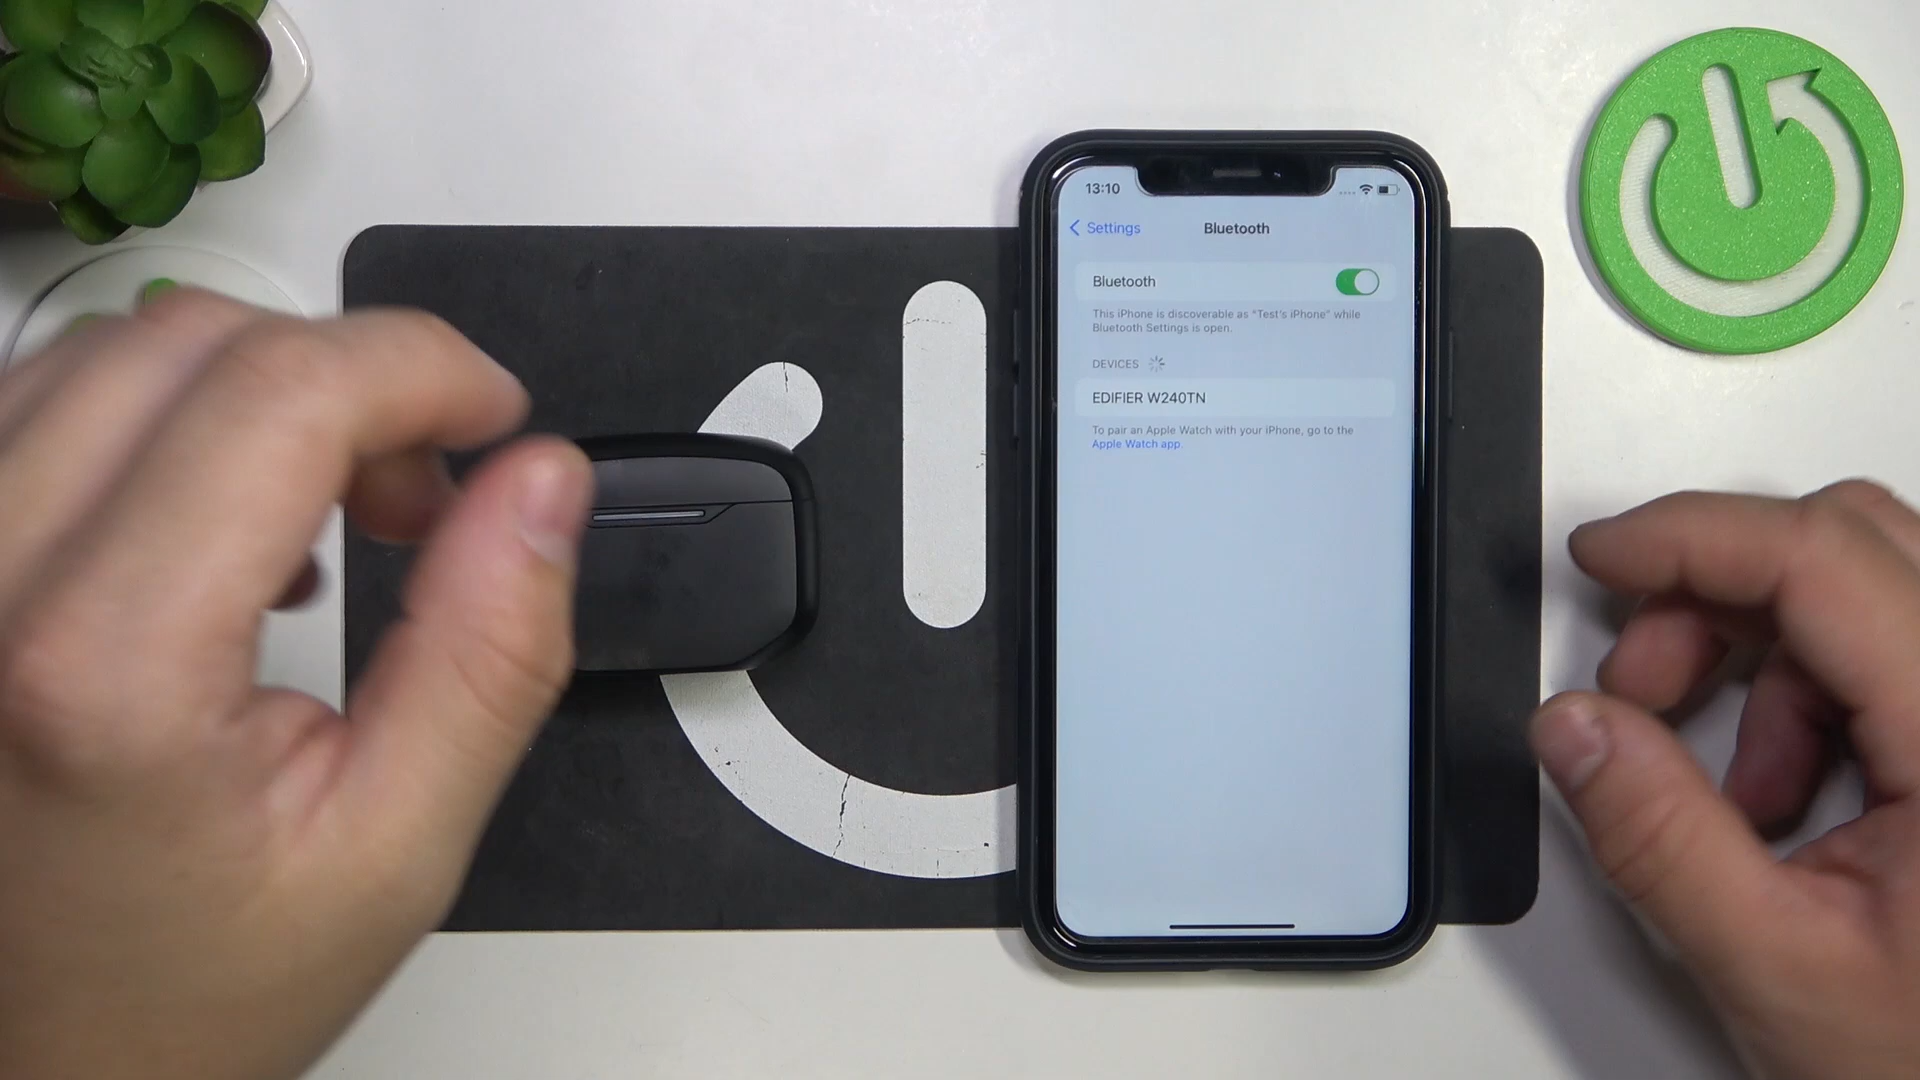 13:10
Settings
Bluetooth
Bluetooth
This iPhone is discoverable as "Test's iPhone" while
Bluetooth Settings is open.
DEVICES
EDIFIER W240TN
To pair an Apple Watch with your iPhone, go to the
Apple Watch app.